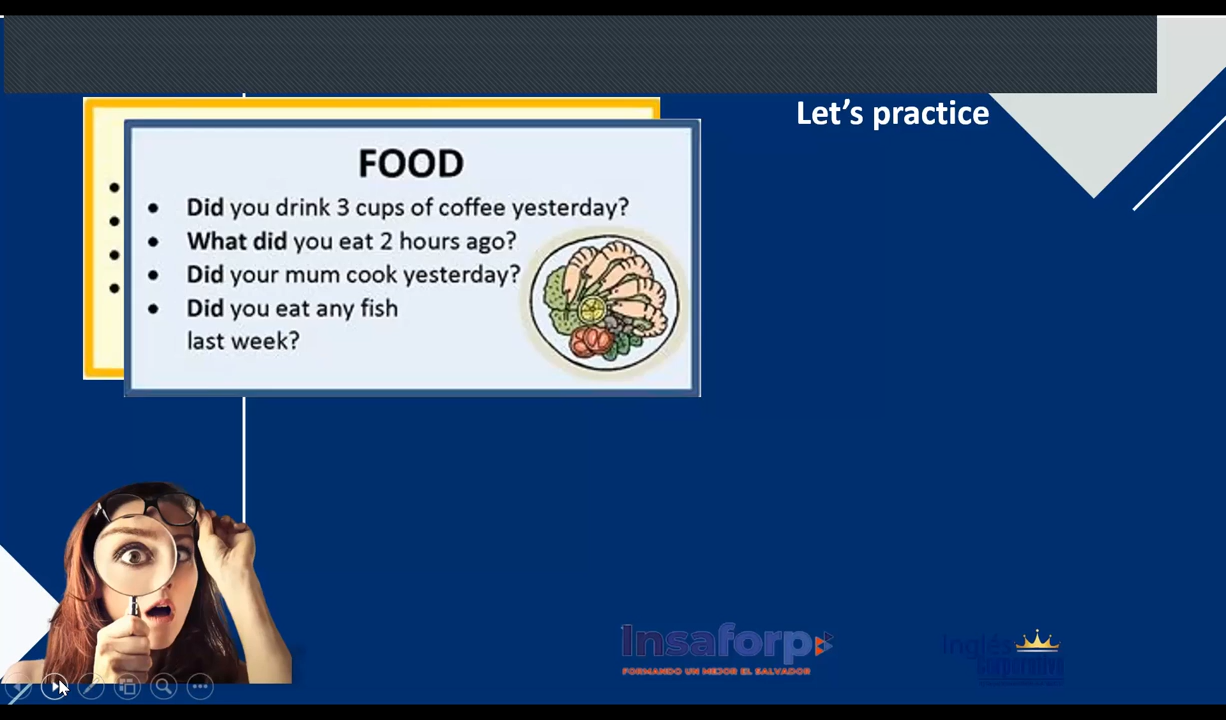 Let's practice
FOOD
• Did you drink 3 cups of coffee yesterday?
• What did you eat 2 hours ago?
• Did your mum cook yesterday?
• Did you eat any fish
last week?
Insaforp
FORMANDO UN MEJOR EL SALVADOR
Inglés
Corporativo